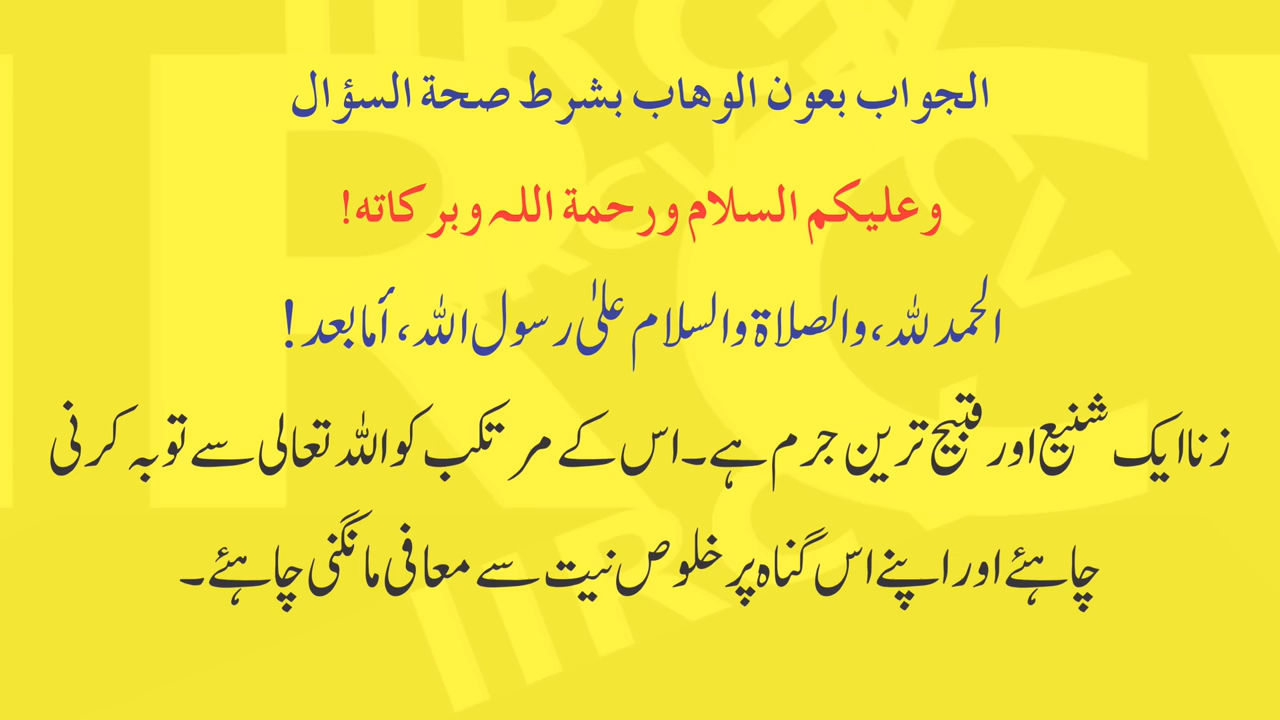 الجواب بعون الوهاب بشرط صحة السؤال
وعليكم السلام ورحمة اللہ وبركاته!
الحمد لله، والصلاة والسلام علىٰ رسول الله، أما بعد!
زنا ایک شنیع اور قبیح ترین جرم ہے۔اس کے مرتکب کو اللہ تعالی سے توبہ کرنی
چاہئے اور اپنے اس گناہ پر خلوص نیت سے معافی مانگنی چاہئے۔